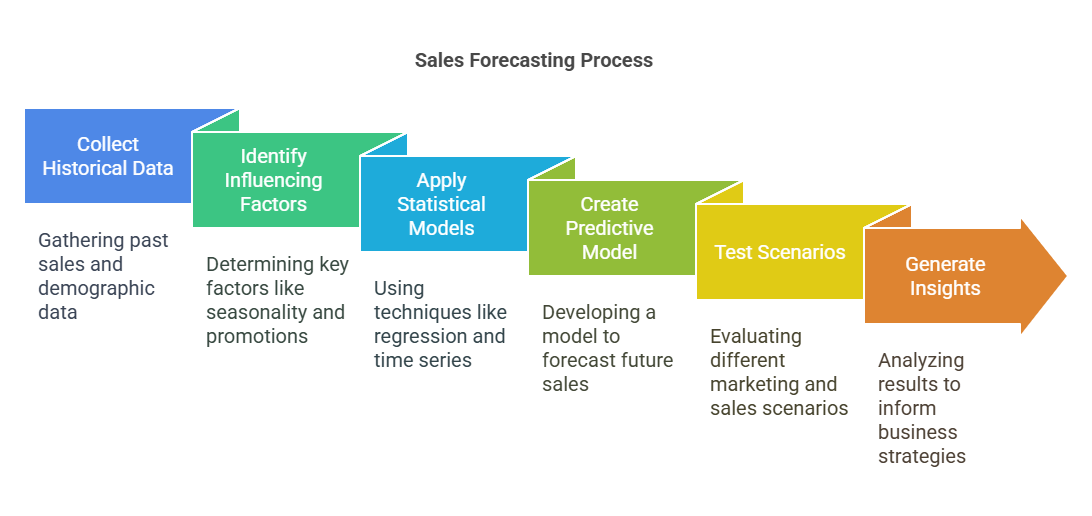 Sales Forecasting Process
Collect
Historical Data
Gathering past
sales and
demographic
data
Identify
Influencing
Factors
Determining key
factors like
seasonality and
promotions
Apply
Statistical
Models
Using
techniques like
regression and
time series
Create
Predictive
Model
Developing a
model to
forecast future
sales
Test Scenarios
Evaluating
different
marketing and
sales scenarios
Generate
Insights
Analyzing
results to
inform
business
strategies